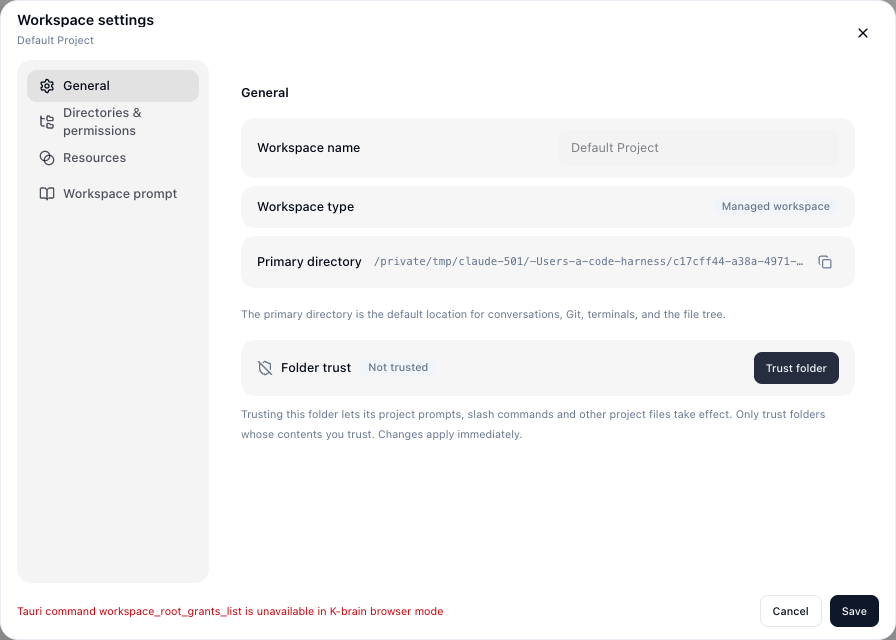 Workspace settings
Default Project
General
Directories &
permissions
Resources
Workspace prompt
General
Workspace name
Default Project
Workspace type
Managed workspace
Primary directory
/private/tmp/claude-501/-Users-a-code-harness/c17cff44-a38a-4971-…
The primary directory is the default location for conversations, Git, terminals, and the file tree.
Folder trust
Not trusted
Trust folder
Trusting this folder lets its project prompts, slash commands and other project files take effect. Only trust folders
whose contents you trust. Changes apply immediately.
Tauri command workspace_root_grants_list is unavailable in K-brain browser mode
Cancel
Save